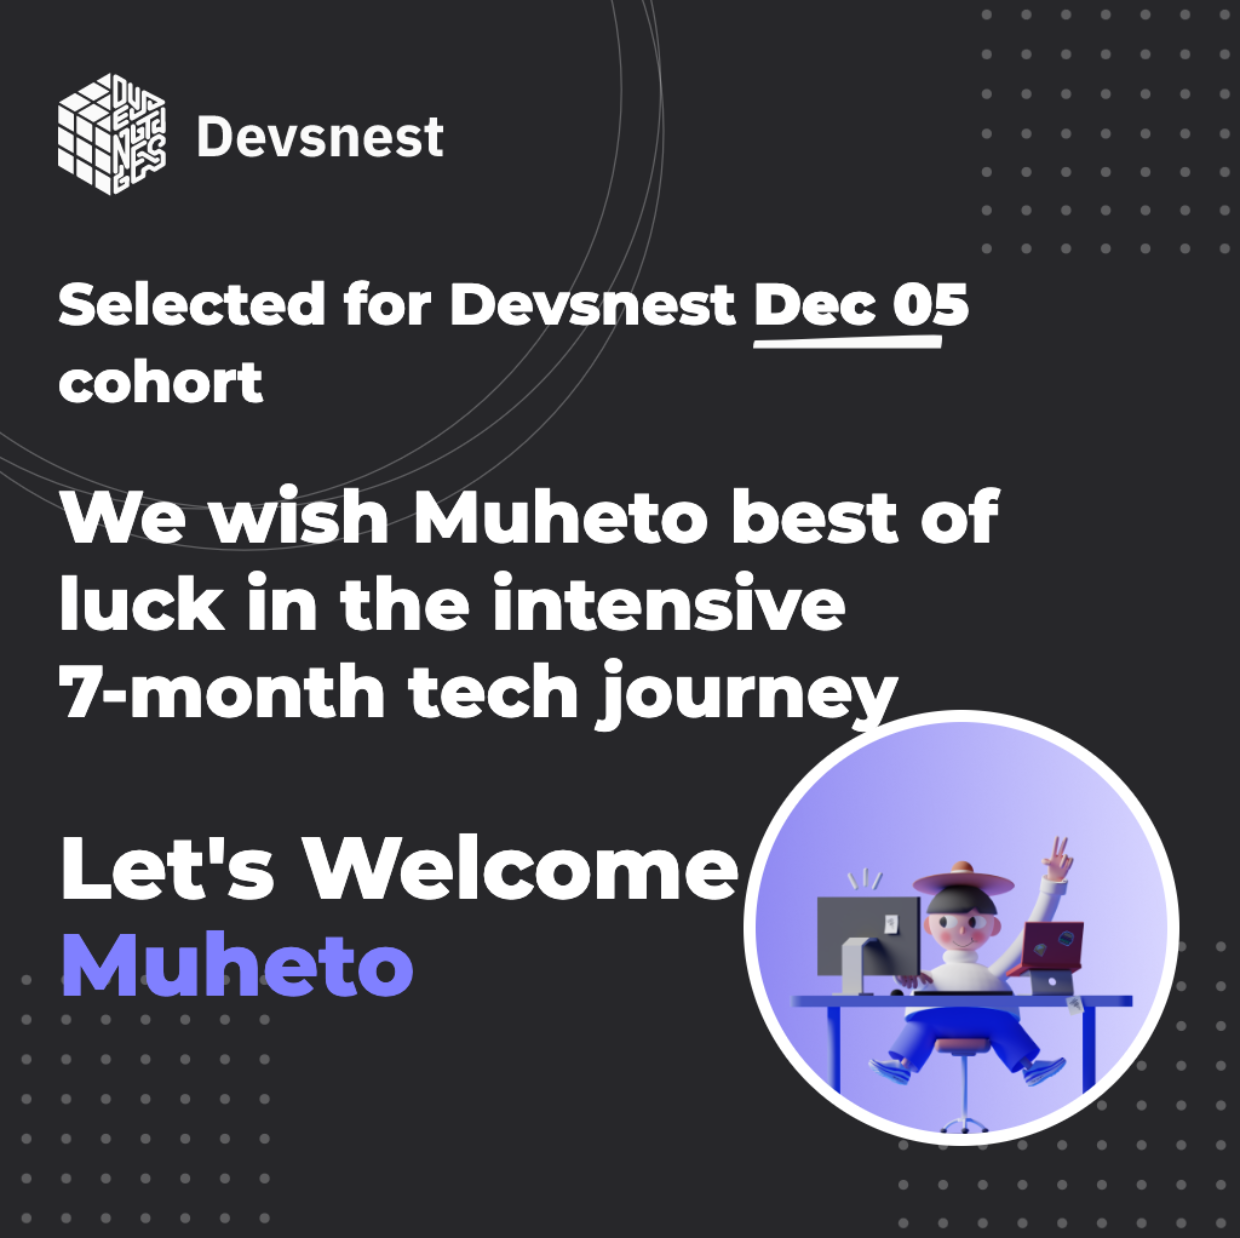 Devsnest
Selected for Devsnest Dec 05
cohort
We wish Muheto best of
luck in the intensive
7-month tech journey
Let's Welcome
Muheto